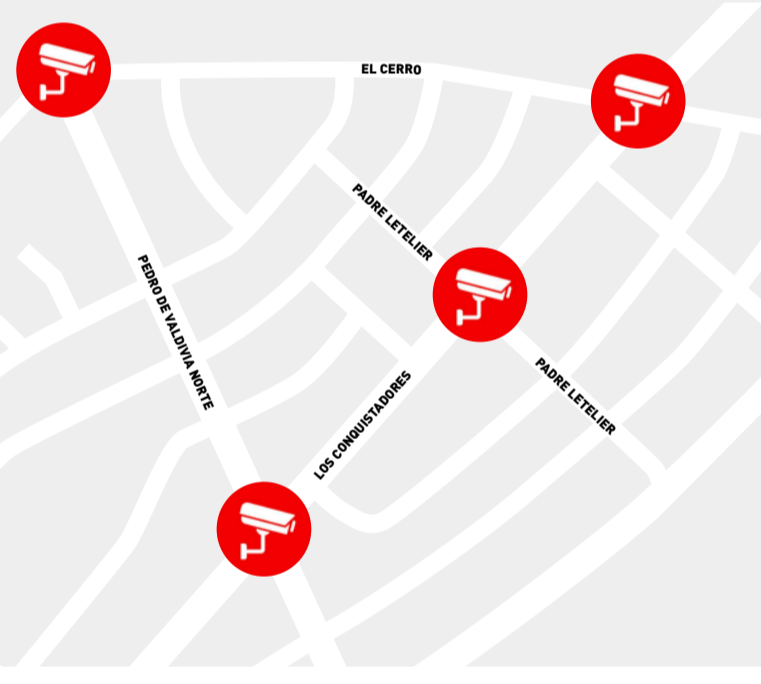 EL CERRO
PADRE LETELIER
PEDRO DE VALDIVIA NORTE
PADRE LETELIER
LOS CONQUISTADORES